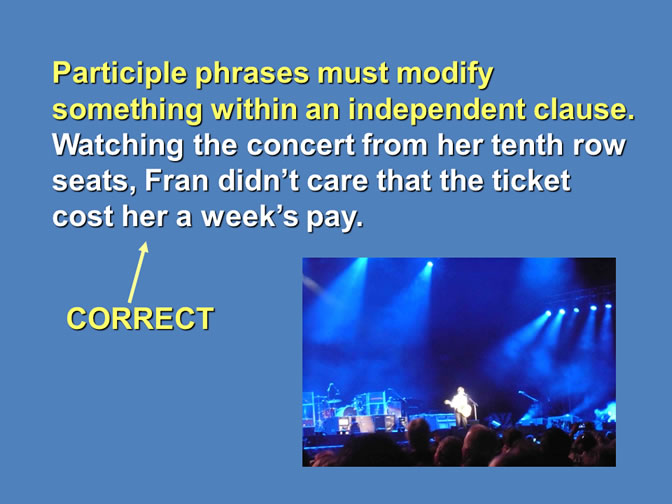 Participle phrases must modify
something within an independent clause.
Watching the concert from her tenth row
seats, Fran didn’t care that the ticket
cost her a week’s pay.
CORRECT